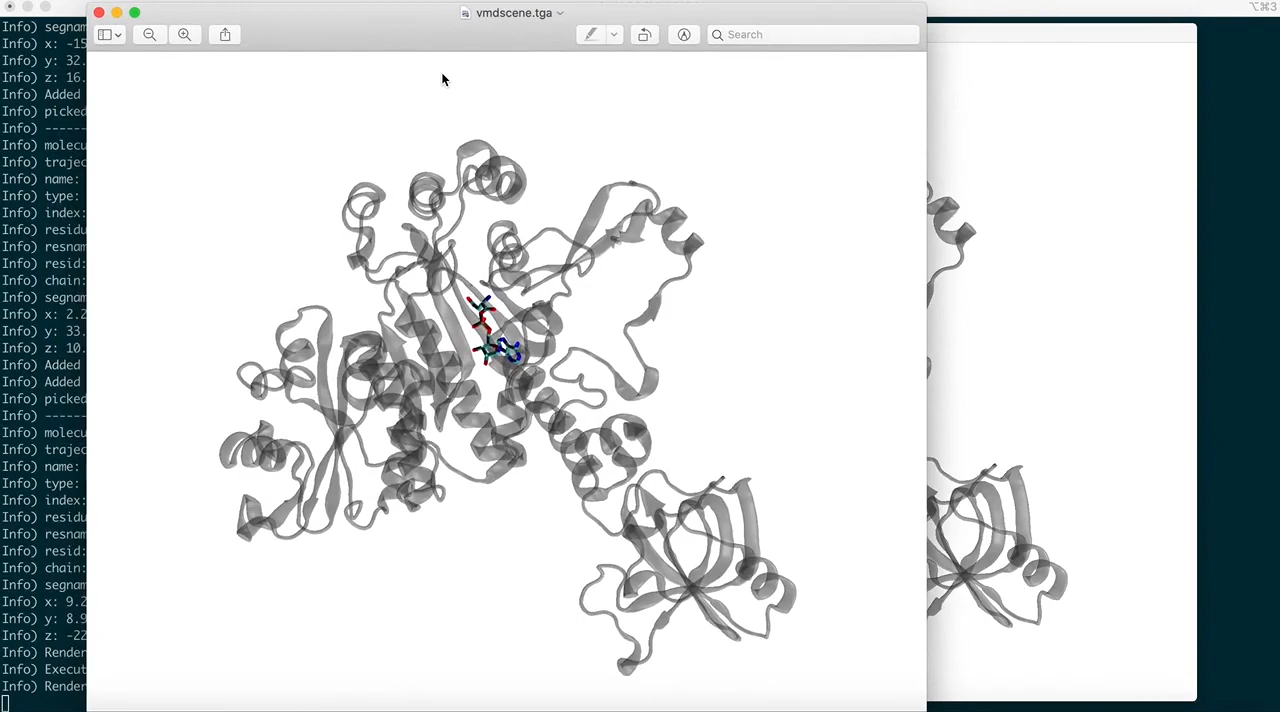 vmdscene.tga
⌥⌘3
Search
Info) segnam
Info) x: -15
Info) y: 32.
Info) z: 16.
Info) Added
Info) picked
Info) ------
Info) molecu
Info) trajec
Info) name:
Info) type:
Info) index:
Info) residu
Info) resnam
Info) resid:
Info) chain:
Info) segnam
Info) x: 2.2
Info) y: 33.
Info) z: 10.
Info) Added
Info) Added
Info) picked
Info) ------
Info) molecu
Info) trajec
Info) name:
Info) type:
Info) index:
Info) residu
Info) resnam
Info) resid:
Info) chain:
Info) segnam
Info) x: 9.2
Info) y: 8.9
Info) z: -22
Info) Render
Info) Execut
Info) Render